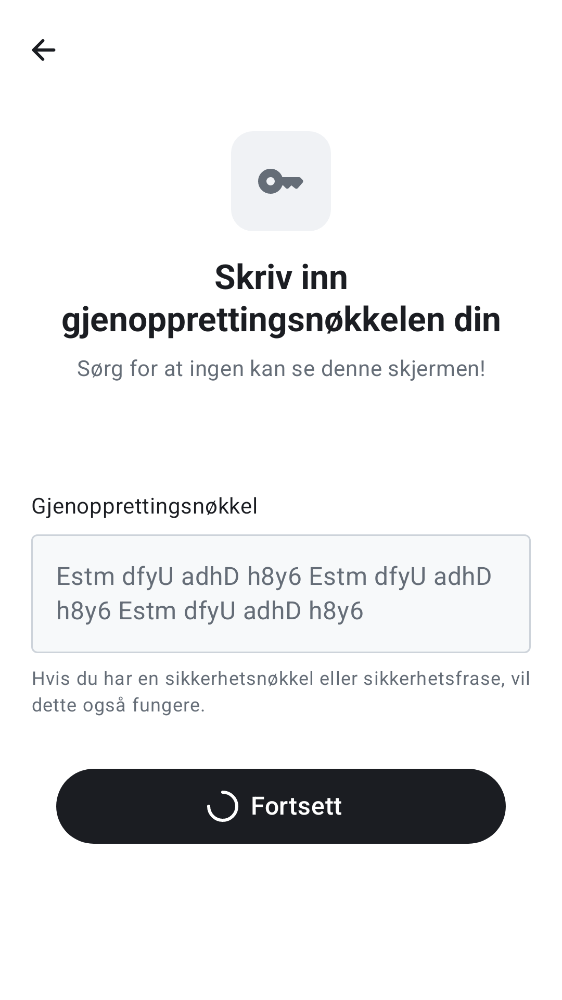 Skriv inn
gjenopprettingsnøkkelen din
Sørg for at ingen kan se denne skjermen!
Gjenopprettingsnøkkel
Estm dfyU adhD h8y6 Estm dfyU adhD
h8y6 Estm dfyU adhD h8y6
Hvis du har en sikkerhetsnøkkel eller sikkerhetsfrase, vil
dette også fungere.
Fortsett